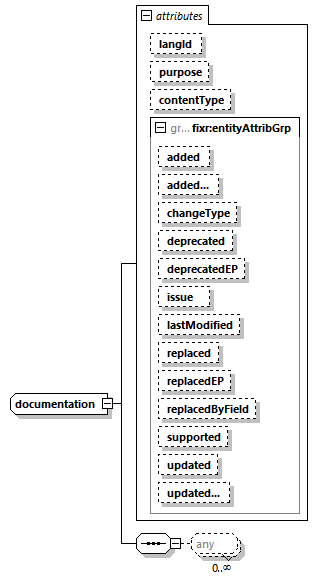 attributes
langId
purpose
contentType
gr... fixr:entityAttribGrp
added
added...
changeType
deprecated
deprecatedEP
issue
lastModified
replaced
replacedEP
replacedByField
supported
updated
updated...
documentation
any
0..∞